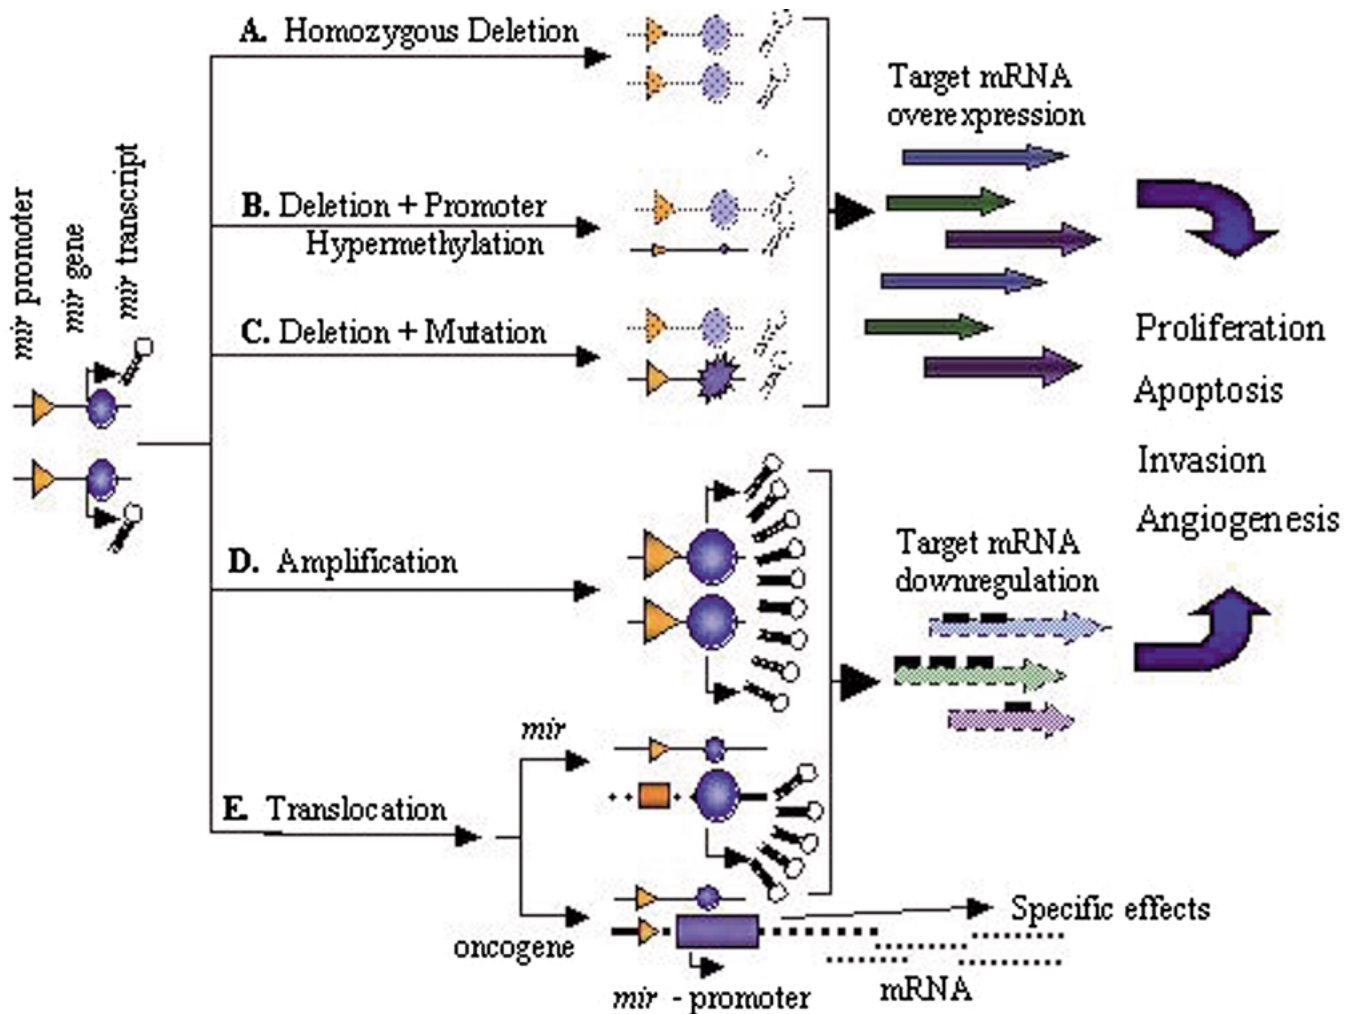 mir promoter
mir gene
mir transcript
A. Homozygous Deletion
B. Deletion + Promoter
Hypermethylation
C. Deletion + Mutation
D. Amplification
E. Translocation
mir
oncogene
mir - promoter
mRNA
Specific effects
Target mRNA
overexpression
Target mRNA
downregulation
Proliferation
Apoptosis
Invasion
Angiogenesis